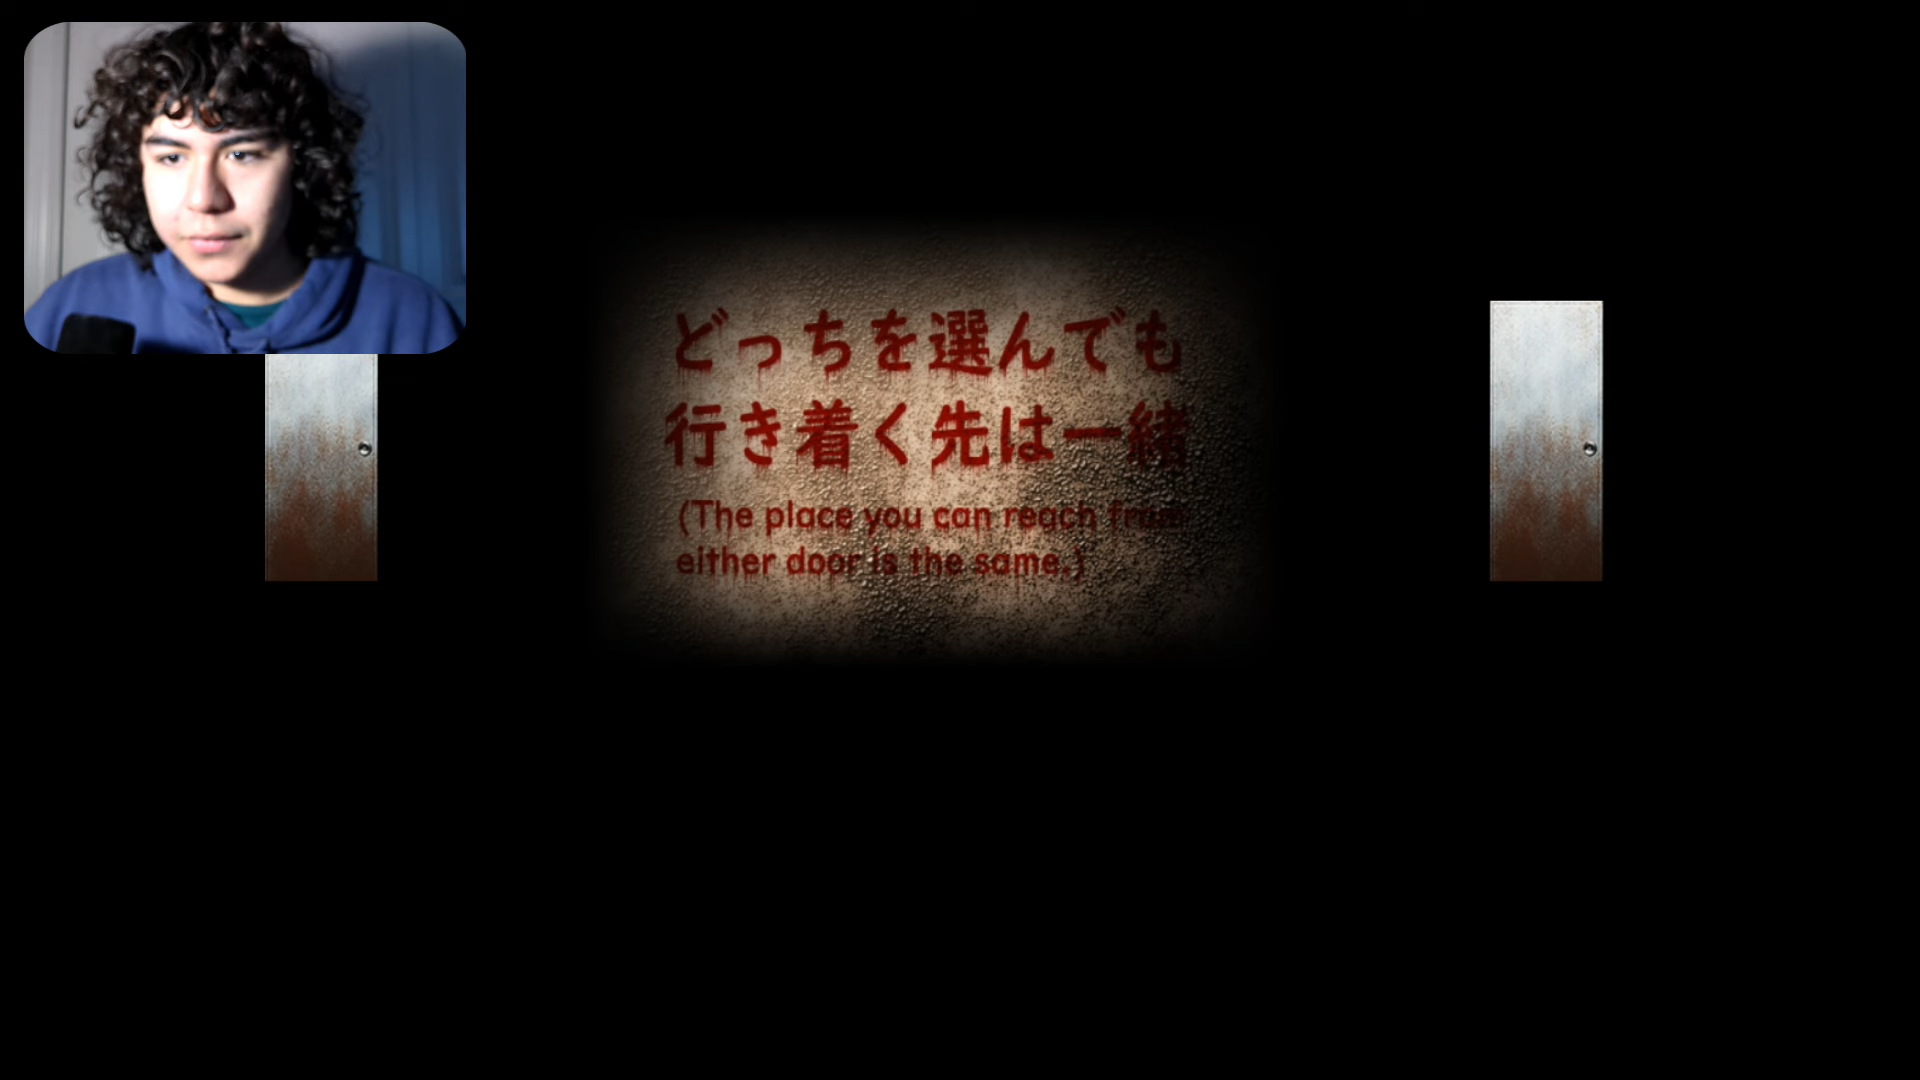 どっちを選んでも
行き着く先は一緒
(The place you can reach from
either door is the same.)